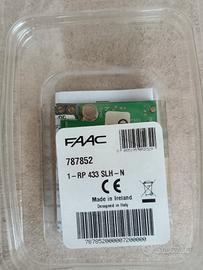 FAAC
787852
1-RP 433 SLH-N
CE
Made in Ireland
Designed in Italy